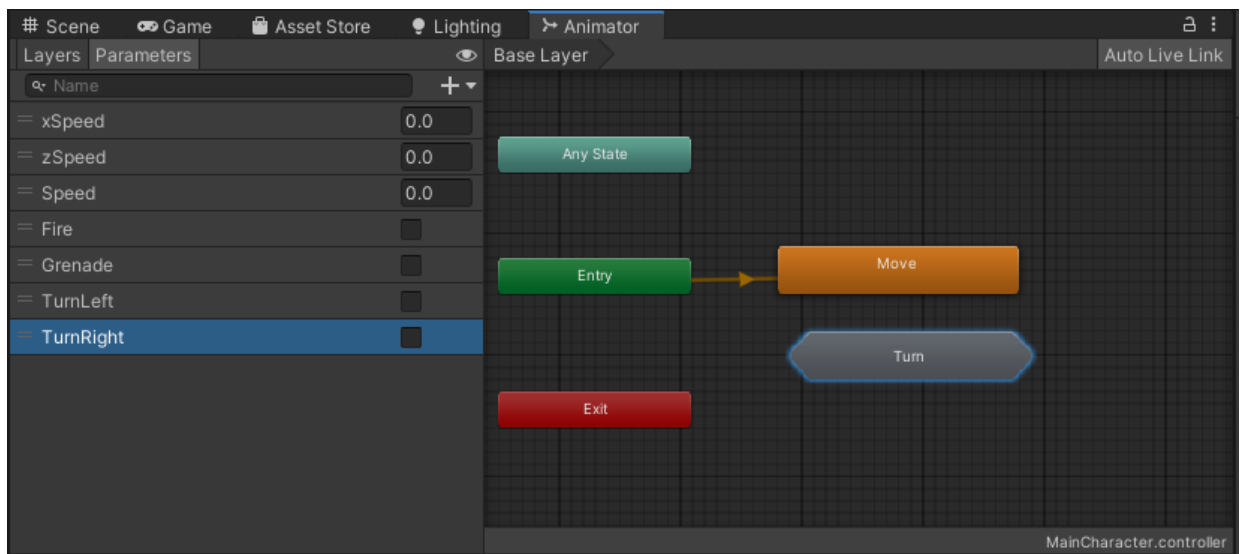 Scene Game Asset Store Lighting Animator
Layers Parameters Base Layer Auto Live Link
Name
xSpeed 0.0
zSpeed 0.0
Speed 0.0
Fire
Grenade
TurnLeft
TurnRight
Any State
Entry
Move
Turn
Exit
MainCharacter.controller